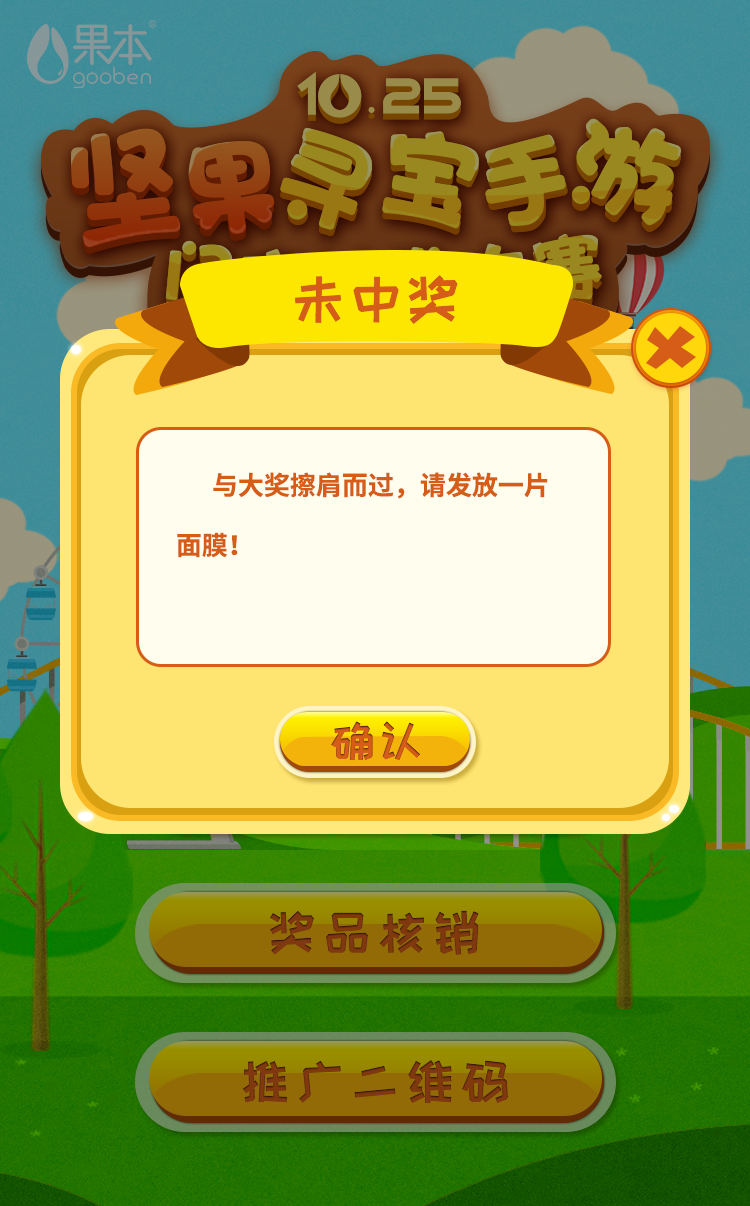 果本®
gooben
10.25
坚果寻宝手游
赛
未中奖
与大奖擦肩而过，请发放一片
面膜！
确认
奖品核销
推广二维码